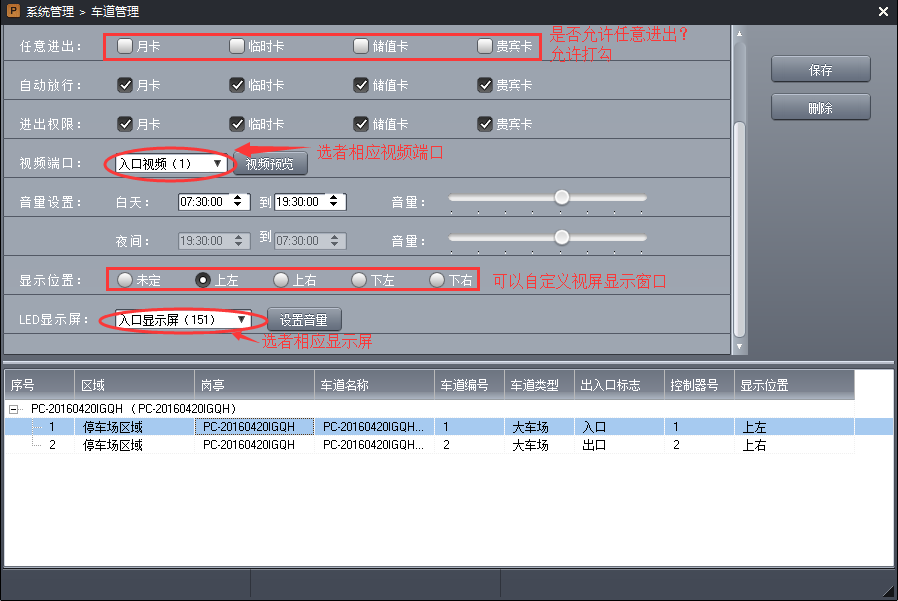 P 系统管理 > 车道管理
任意进出： 月卡 临时卡 储值卡 贵宾卡 是否允许任意进出？
允许打勾
保存
自动放行： 月卡 临时卡 储值卡 贵宾卡
删除
进出权限： 月卡 临时卡 储值卡 贵宾卡
视频端口： 入口视频（1） 视频预览 选者相应视频端口
音量设置： 白天： 07:30:00 到 19:30:00 音量：
夜间： 19:30:00 到 07:30:00 音量：
显示位置： 未定 上左 上右 下左 下右 可以自定义视屏显示窗口
LED显示屏： 入口显示屏（151） 设置音量
选者相应显示屏
序号 区域 岗亭 车道名称 车道编号 车道类型 出入口标志 控制器号 显示位置
PC-20160420IGQH （PC-20160420IGQH）
1 停车场区域 PC-20160420IGQH PC-20160420IGQH... 1 大车场 入口 1 上左
2 停车场区域 PC-20160420IGQH PC-20160420IGQH... 2 大车场 出口 2 上右